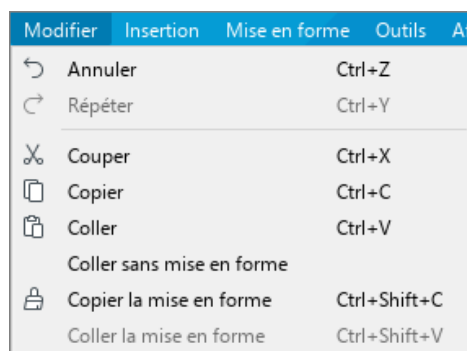 Modifier Insertion Mise en forme Outils
Annuler Ctrl+Z
Répéter Ctrl+Y
Couper Ctrl+X
Copier Ctrl+C
Coller Ctrl+V
Coller sans mise en forme
Copier la mise en forme Ctrl+Shift+C
Coller la mise en forme Ctrl+Shift+V